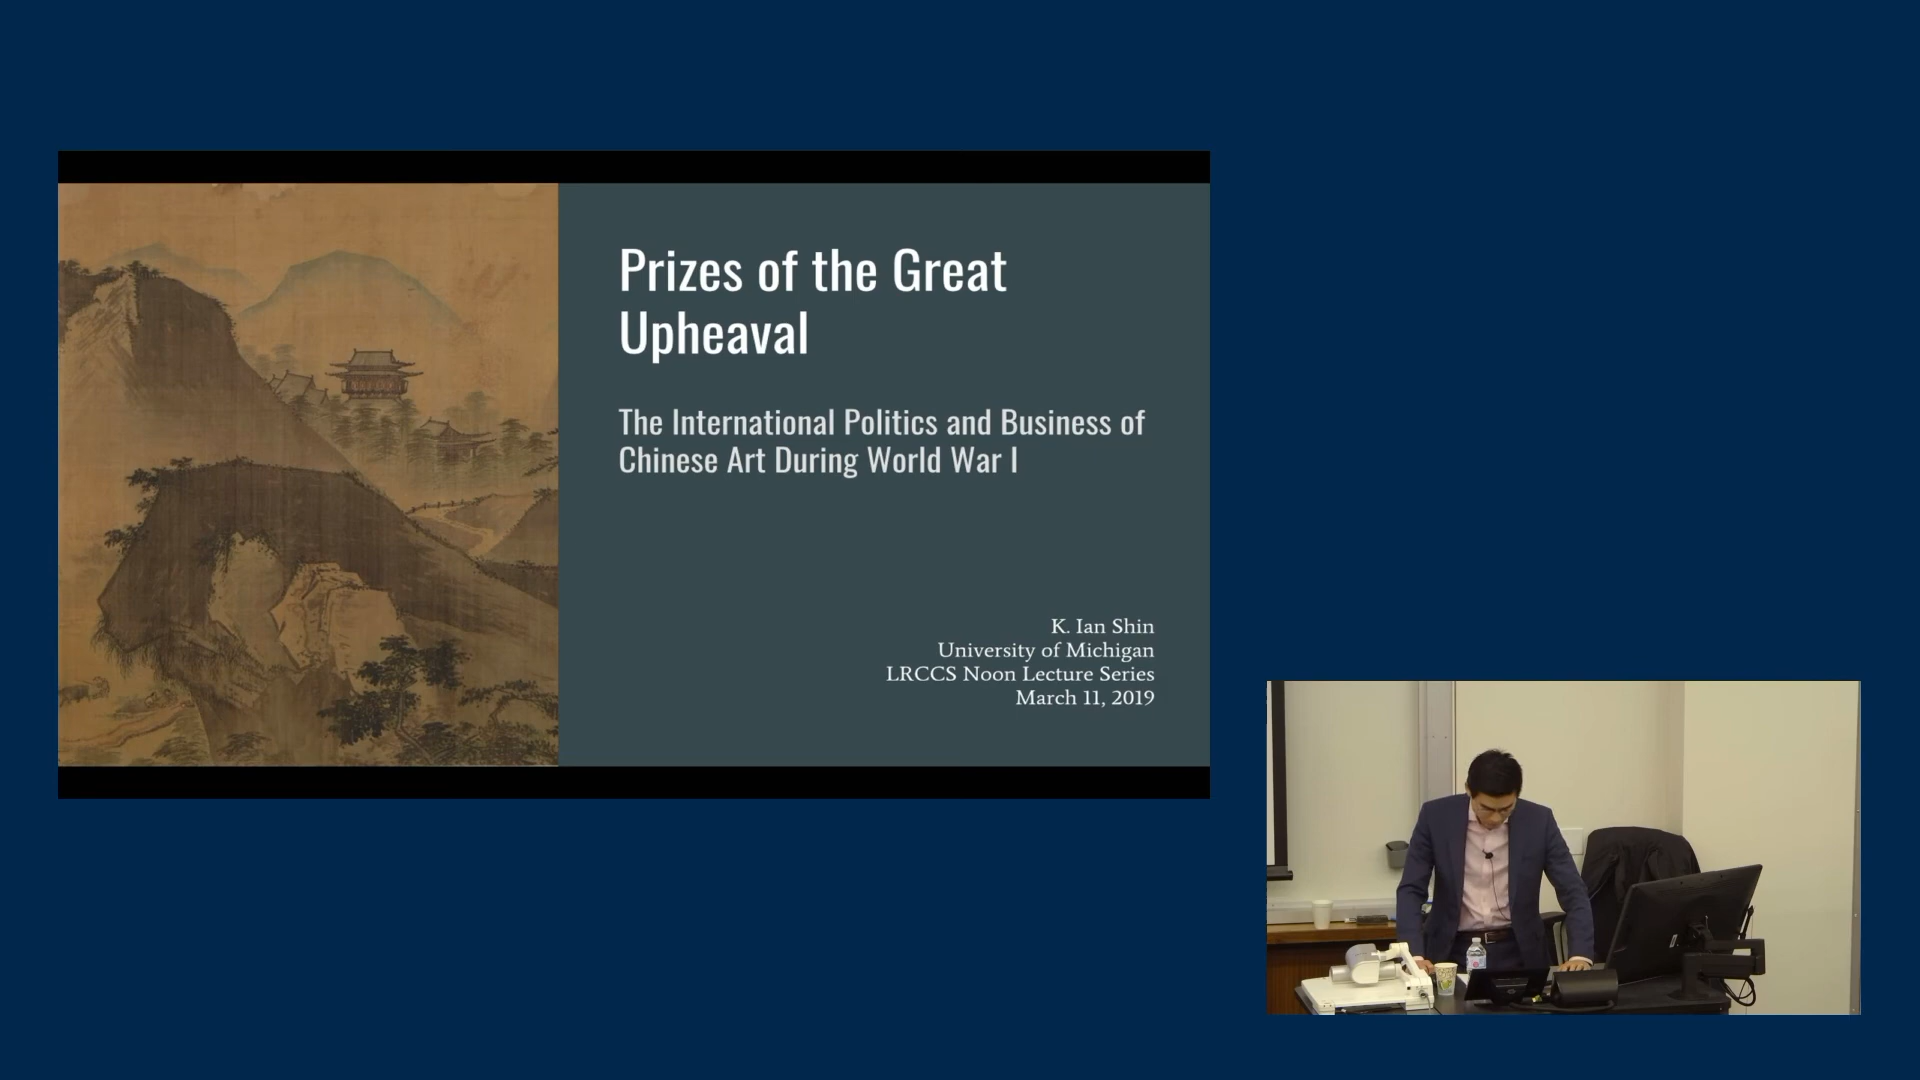 Prizes of the Great
Upheaval
The International Politics and Business of
Chinese Art During World War I
K. Ian Shin
University of Michigan
LRCCS Noon Lecture Series
March 11, 2019